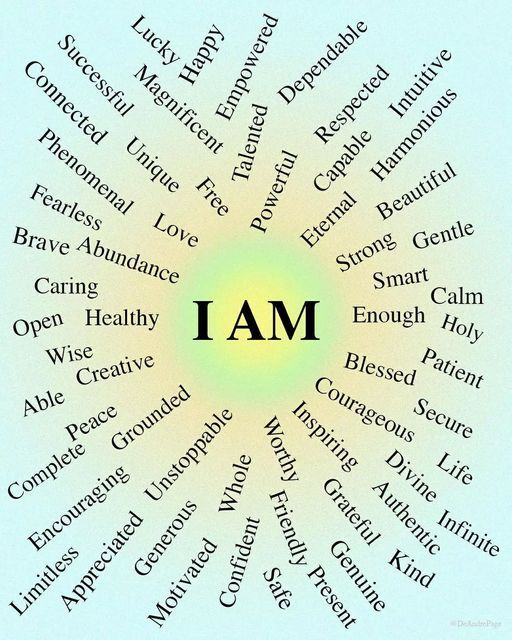 Lucky
Happy
Empowered
Dependable
Successful
Magnificent
Talented
Respected
Intuitive
Connected
Unique
Free
Powerful
Capable
Harmonious
Phenomenal
Love
Eternal
Beautiful
Fearless
Strong
Gentle
Brave
Abundance
Smart
Calm
Caring
Open
Healthy
I AM
Enough
Holy
Wise
Creative
Blessed
Patient
Able
Peace
Grounded
Courageous
Secure
Complete
Unstoppable
Inspiring
Divine
Life
Encouraging
Whole
Worthy
Grateful
Authentic
Infinite
Limitless
Appreciated
Generous
Motivated
Confident
Friendly
Safe
Present
Genuine
Kind
©DeAndrePage